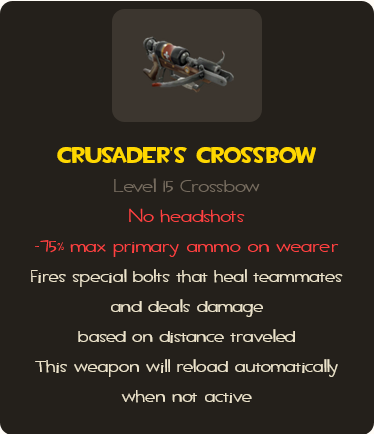 CRUSADER'S CROSSBOW
Level 15 Crossbow
No headshots
-75% max primary ammo on wearer
Fires special bolts that heal teammates
and deals damage
based on distance traveled
This weapon will reload automatically
when not active